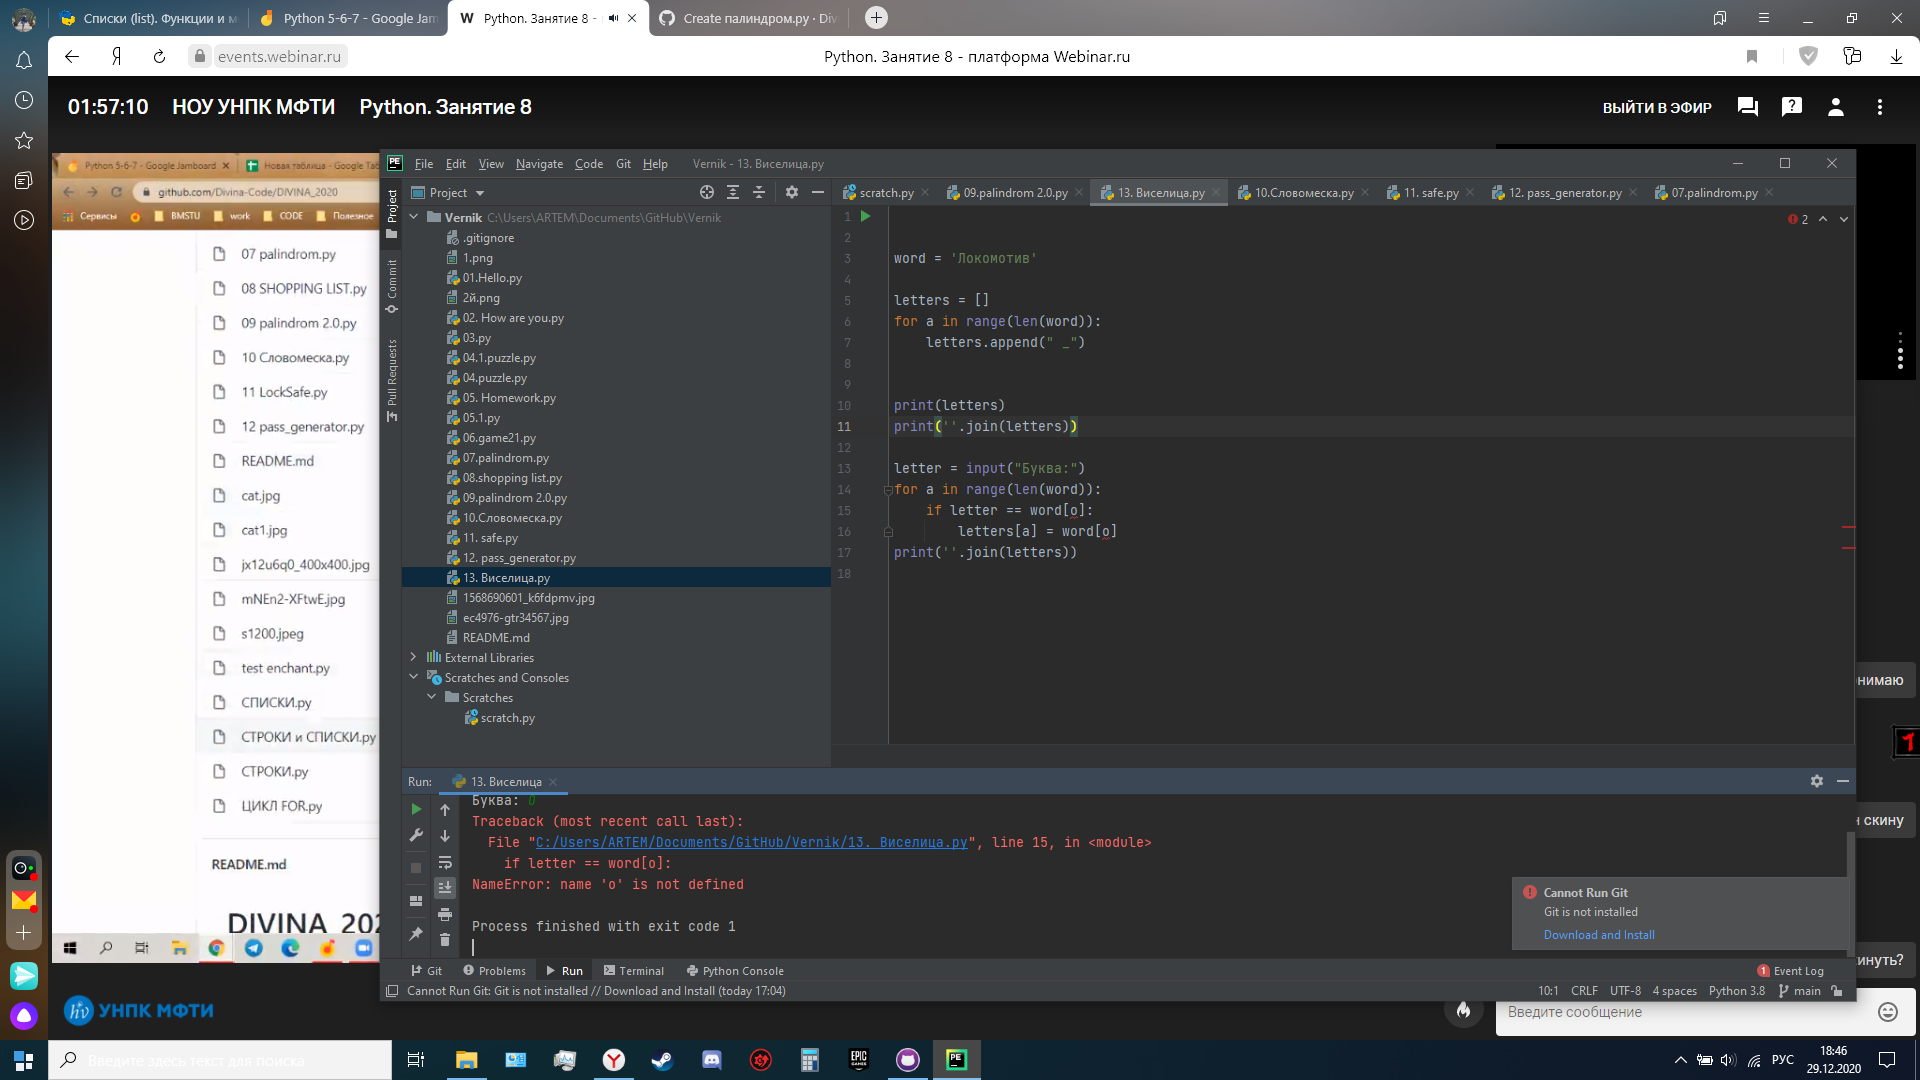 Списки (list). Функции и м
Python 5-6-7 - Google Jam
Python. Занятие 8 -
Create палиндром.py · Div
events.webinar.ru
Python. Занятие 8 - платформа Webinar.ru
01:57:10 НОУ УНПК МФТИ Python. Занятие 8
ВЫЙТИ В ЭФИР
Python 5-6-7 - Google Jamboard
Новая таблица - Google Tab
github.com/Divina-Code/DIVINA_2020
Сервисы BMSTU work CODE Полезное
07 palindrom.py
08 SHOPPING LIST.py
09 palindrom 2.0.py
10 Словомеска.py
11 LockSafe.py
12 pass_generator.py
README.md
cat.jpg
cat1.jpg
jx12u6q0_400x400.jpg
mNEn2-XFtwE.jpg
s1200.jpeg
test enchant.py
СПИСКИ.py
СТРОКИ и СПИСКИ.py
СТРОКИ.py
ЦИКЛ FOR.py
README.md
DIVINA_202
УНПК МФТИ
File Edit View Navigate Code Git Help Vernik - 13. Виселица.py
Project
Commit
Pull Requests
Project
Vernik C:\Users\ARTEM\Documents\GitHub\Vernik
.gitignore
1.png
01.Hello.py
2й.png
02. How are you.py
03.py
04.1.puzzle.py
04.puzzle.py
05. Homework.py
05.1.py
06.game21.py
07.palindrom.py
08.shopping list.py
09.palindrom 2.0.py
10.Словомеска.py
11. safe.py
12. pass_generator.py
13. Виселица.py
1568690601_k6fdpmv.jpg
ec4976-gtr34567.jpg
README.md
External Libraries
Scratches and Consoles
Scratches
scratch.py
scratch.py 09.palindrom 2.0.py 13. Виселица.py 10.Словомеска.py 11. safe.py 12. pass_generator.py 07.palindrom.py
2
1
2
3 word = 'Локомотив'
4
5 letters = []
6 for a in range(len(word)):
7 letters.append(" _")
8
9
10 print(letters)
11 print(''.join(letters))
12
13 letter = input("Буква:")
14 for a in range(len(word)):
15 if letter == word[o]:
16 letters[a] = word[o]
17 print(''.join(letters))
18
Run: 13. Виселица
Буква: О
Traceback (most recent call last):
File "C:/Users/ARTEM/Documents/GitHub/Vernik/13. Виселица.py", line 15, in <module>
if letter == word[o]:
NameError: name 'o' is not defined
Process finished with exit code 1
Cannot Run Git
Git is not installed
Download and Install
Git Problems Run Terminal Python Console
1 Event Log
Cannot Run Git: Git is not installed // Download and Install (today 17:04)
10:1 CRLF UTF-8 4 spaces Python 3.8 main
нимаю
н скину
кинуть?
Введите сообщение
Введите здесь текст для поиска
РУС
18:46
29.12.2020